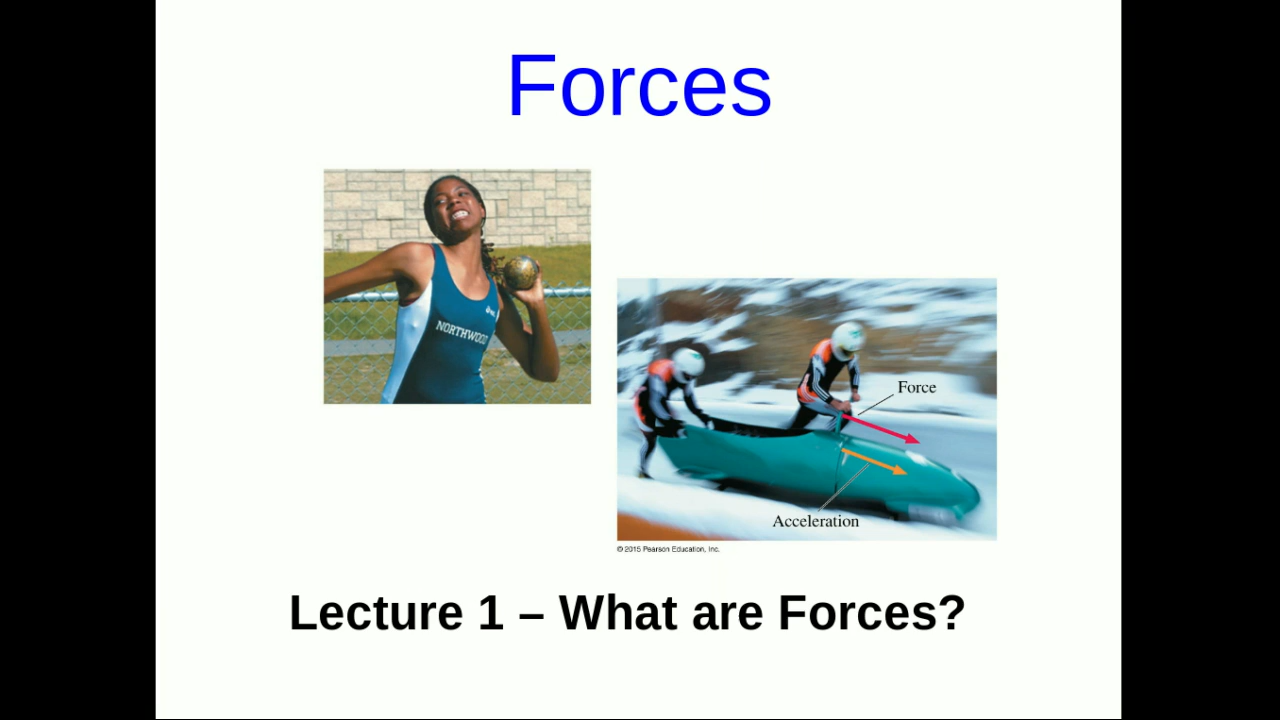 Forces
NORTHWOOD
Force
Acceleration
© 2015 Pearson Education, Inc.
Lecture 1 – What are Forces?